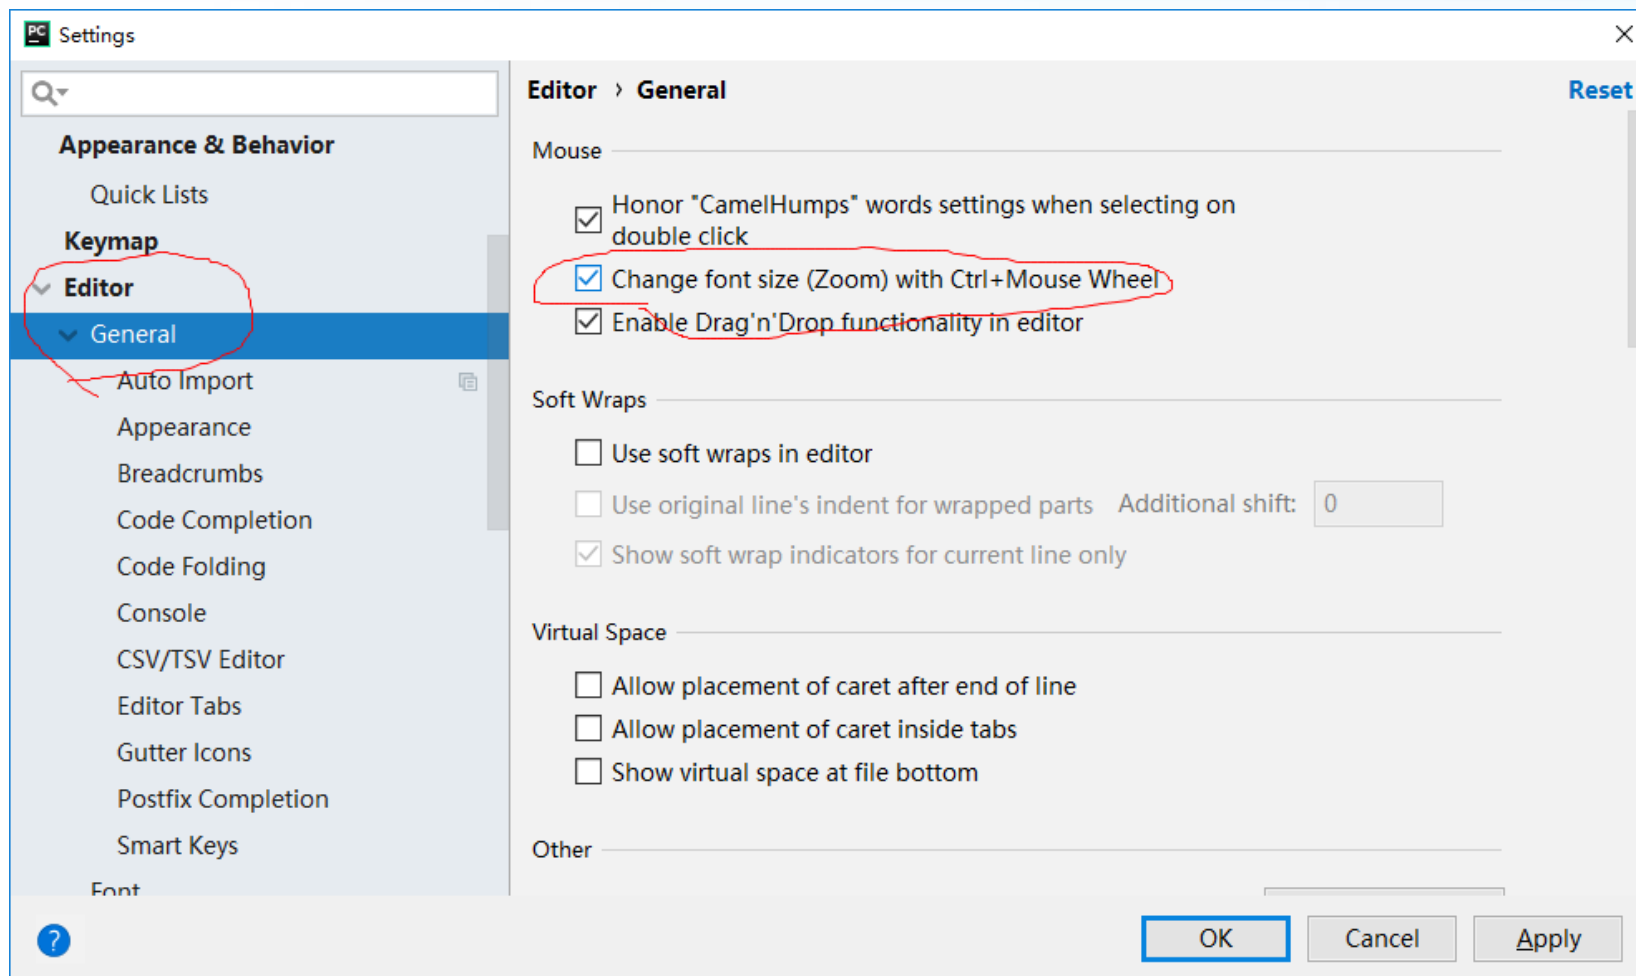 PC Settings
Appearance & Behavior
Quick Lists
Keymap
Editor
General
Auto Import
Appearance
Breadcrumbs
Code Completion
Code Folding
Console
CSV/TSV Editor
Editor Tabs
Gutter Icons
Postfix Completion
Smart Keys
Font
Editor › General
Reset
Mouse
Honor "CamelHumps" words settings when selecting on
double click
Change font size (Zoom) with Ctrl+Mouse Wheel
Enable Drag'n'Drop functionality in editor
Soft Wraps
Use soft wraps in editor
Use original line's indent for wrapped parts Additional shift: 0
Show soft wrap indicators for current line only
Virtual Space
Allow placement of caret after end of line
Allow placement of caret inside tabs
Show virtual space at file bottom
Other
?
OK
Cancel
Apply